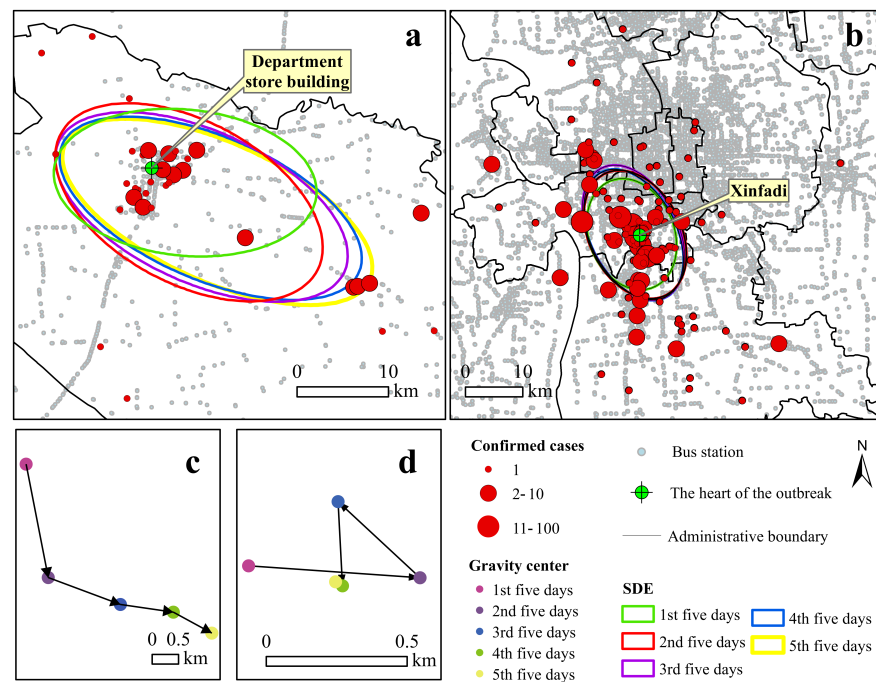 a
Department
store building
0 10
km
b
Xinfadi
0 10
km
c
0 0.5
km
d
0 0.5
km
Confirmed cases
1
2- 10
11- 100
Bus station
The heart of the outbreak
Administrative boundary
N
Gravity center
1st five days
2nd five days
3rd five days
4th five days
5th five days
SDE
1st five days
2nd five days
3rd five days
4th five days
5th five days